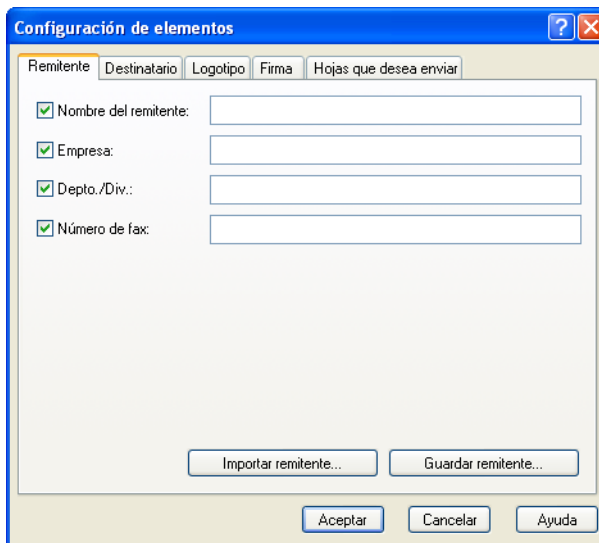 Configuración de elementos
Remitente Destinatario Logotipo Firma Hojas que desea enviar
Nombre del remitente:
Empresa:
Depto./Div.:
Número de fax:
Importar remitente... Guardar remitente...
Aceptar Cancelar Ayuda